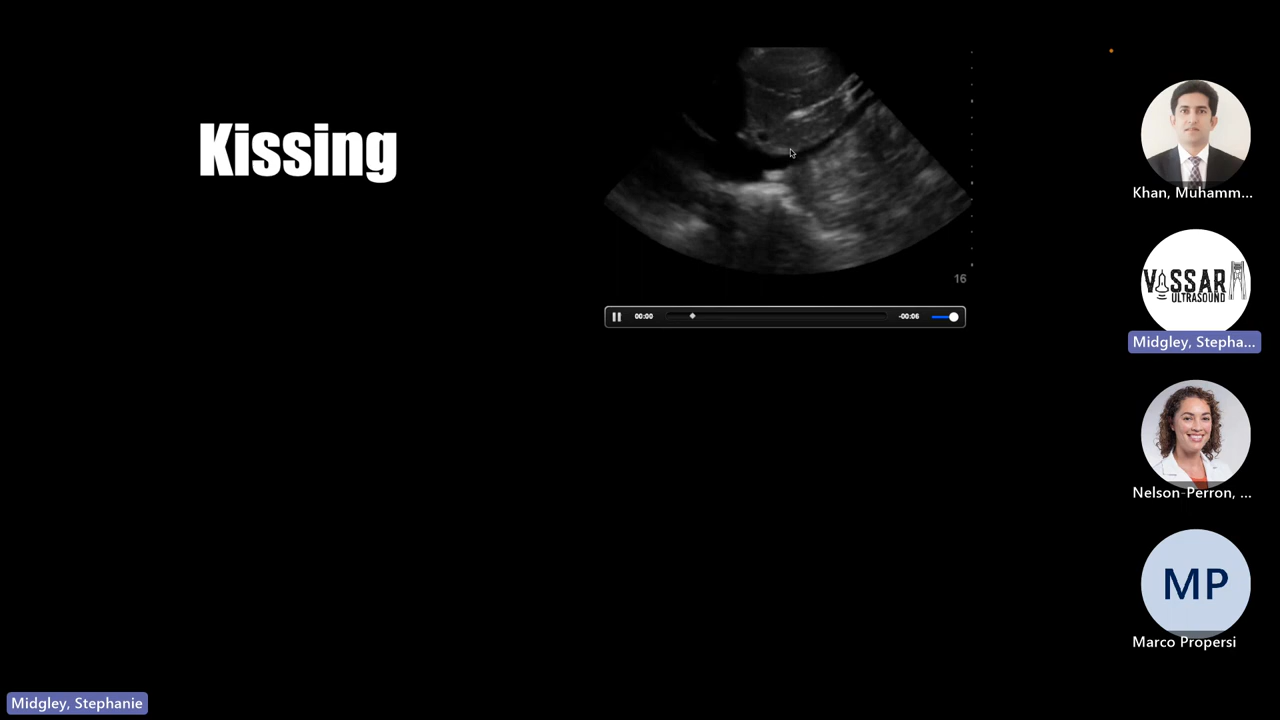 Kissing
16
00:00
-00:06
Khan, Muhamm...
VASSAR
ULTRASOUND
Midgley, Stepha...
Nelson-Perron, ...
MP
Marco Propersi
Midgley, Stephanie